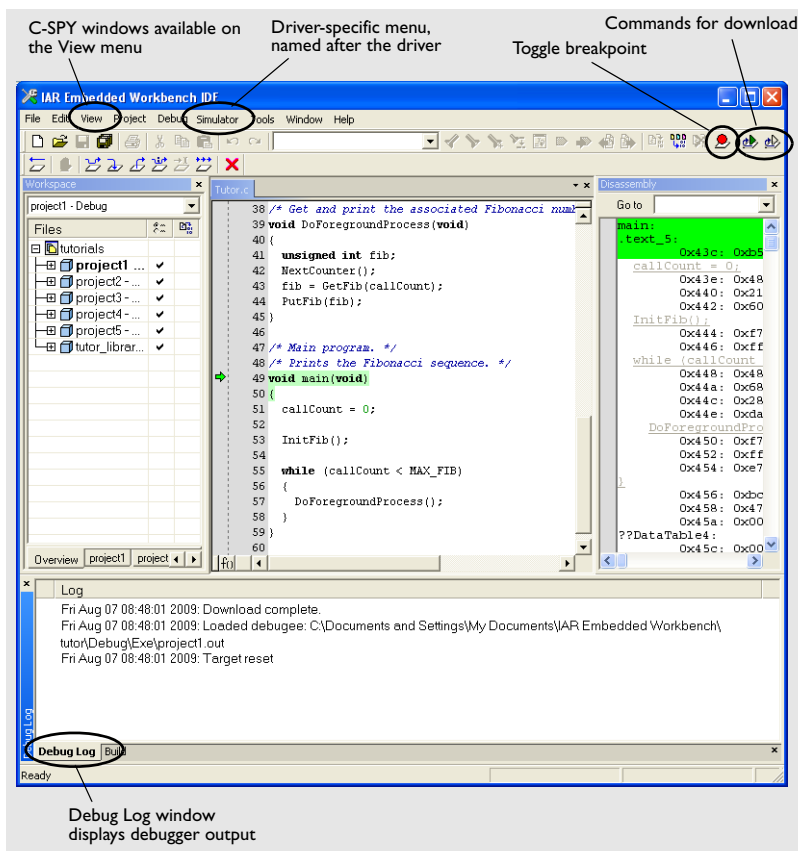 C-SPY windows available on
the View menu
Driver-specific menu,
named after the driver
Toggle breakpoint
Commands for download
IAR Embedded Workbench IDE
File Edit View Project Debug Simulator Tools Window Help
Workspace
project1 - Debug
Files
tutorials
project1 ...
project2 - ...
project3 - ...
project4 - ...
project5 - ...
tutor_librar...
Overview project1 project
Tutor.c
38 /* Get and print the associated Fibonacci numb
39 void DoForegroundProcess(void)
40 {
41 unsigned int fib;
42 NextCounter();
43 fib = GetFib(callCount);
44 PutFib(fib);
45 }
46
47 /* Main program. */
48 /* Prints the Fibonacci sequence. */
49 void main(void)
50 {
51 callCount = 0;
52
53 InitFib();
54
55 while (callCount < MAX_FIB)
56 {
57 DoForegroundProcess();
58 }
59 }
60
f()
Disassembly
Go to
main:
.text_5:
0x43c: 0xb5
callCount = 0;
0x43e: 0x48
0x440: 0x21
0x442: 0x60
InitFib();
0x444: 0xf7
0x446: 0xff
while (callCount
0x448: 0x48
0x44a: 0x68
0x44c: 0x28
0x44e: 0xda
DoForegroundPro
0x450: 0xf7
0x452: 0xff
0x454: 0xe7
}
0x456: 0xbc
0x458: 0x47
0x45a: 0x00
??DataTable4:
0x45c: 0x00
Log
Fri Aug 07 08:48:01 2009: Download complete.
Fri Aug 07 08:48:01 2009: Loaded debugee: C:\Documents and Settings\My Documents\IAR Embedded Workbench\
tutor\Debug\Exe\project1.out
Fri Aug 07 08:48:01 2009: Target reset
Debug Log
Debug Log Build
Ready
Debug Log window
displays debugger output